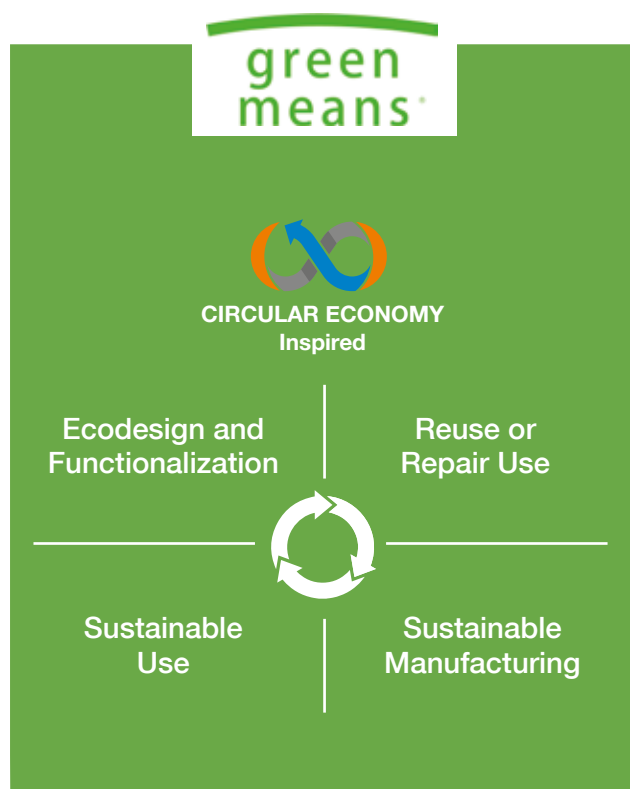 green
means
CIRCULAR ECONOMY
Inspired
Ecodesign and
Functionalization
Reuse or
Repair Use
Sustainable
Use
Sustainable
Manufacturing